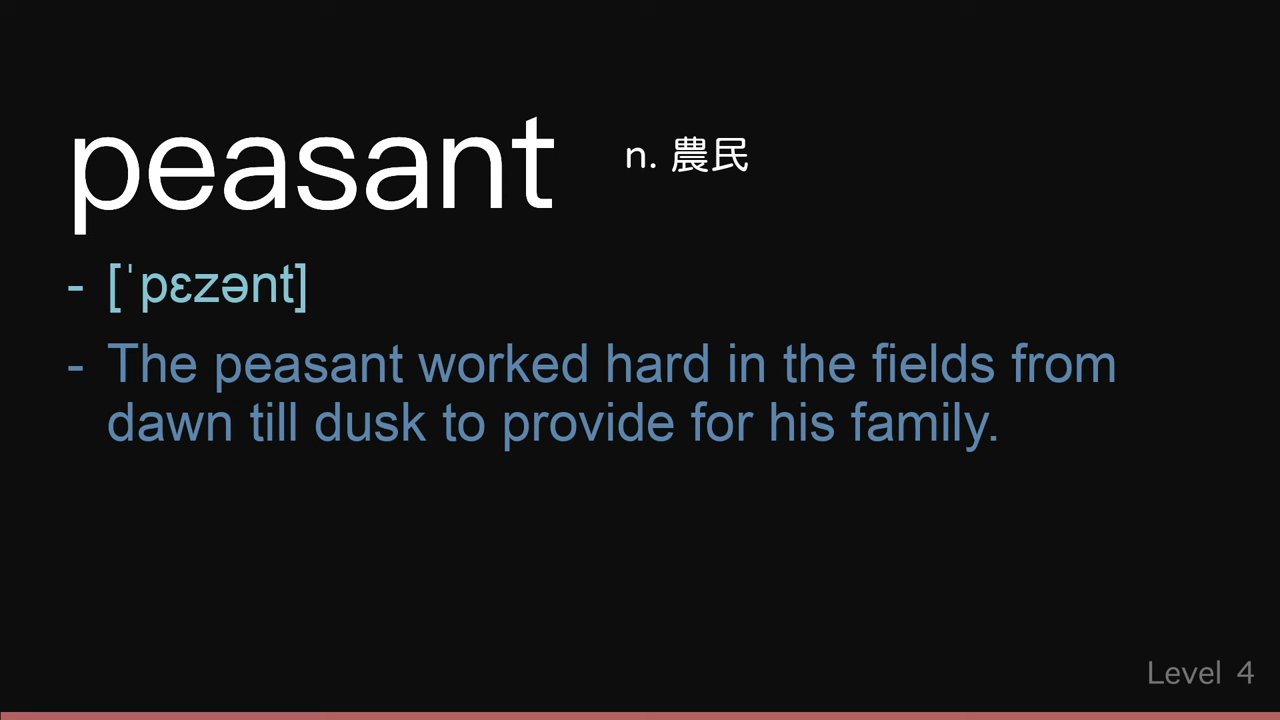 peasant n. 農民
- [ˈpɛzənt]
- The peasant worked hard in the fields from
dawn till dusk to provide for his family.
Level 4